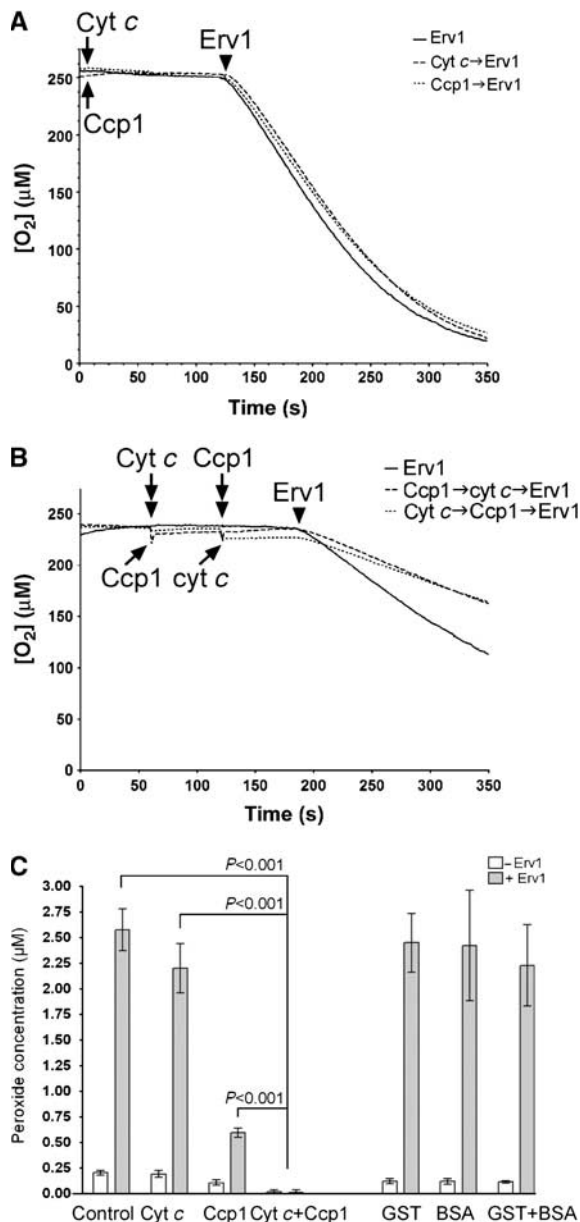 A
Cyt c
Erv1
Ccp1
Erv1
Cyt c→Erv1
Ccp1→Erv1
[O2] (μM)
250
200
150
100
50
0
0 50 100 150 200 250 300 350
Time (s)
B
Cyt c Ccp1
Erv1
Ccp1 cyt c
Erv1
Ccp1→cyt c→Erv1
Cyt c→Ccp1→Erv1
[O2] (μM)
250
200
150
100
50
0
0 50 100 150 200 250 300 350
Time (s)
C
P<0.001
P<0.001
P<0.001
– Erv1
+ Erv1
Peroxide concentration (μM)
3.00
2.75
2.50
2.25
2.00
1.75
1.50
1.25
1.00
0.75
0.50
0.25
0.00
Control Cyt c Ccp1 Cyt c+Ccp1 GST BSA GST+BSA